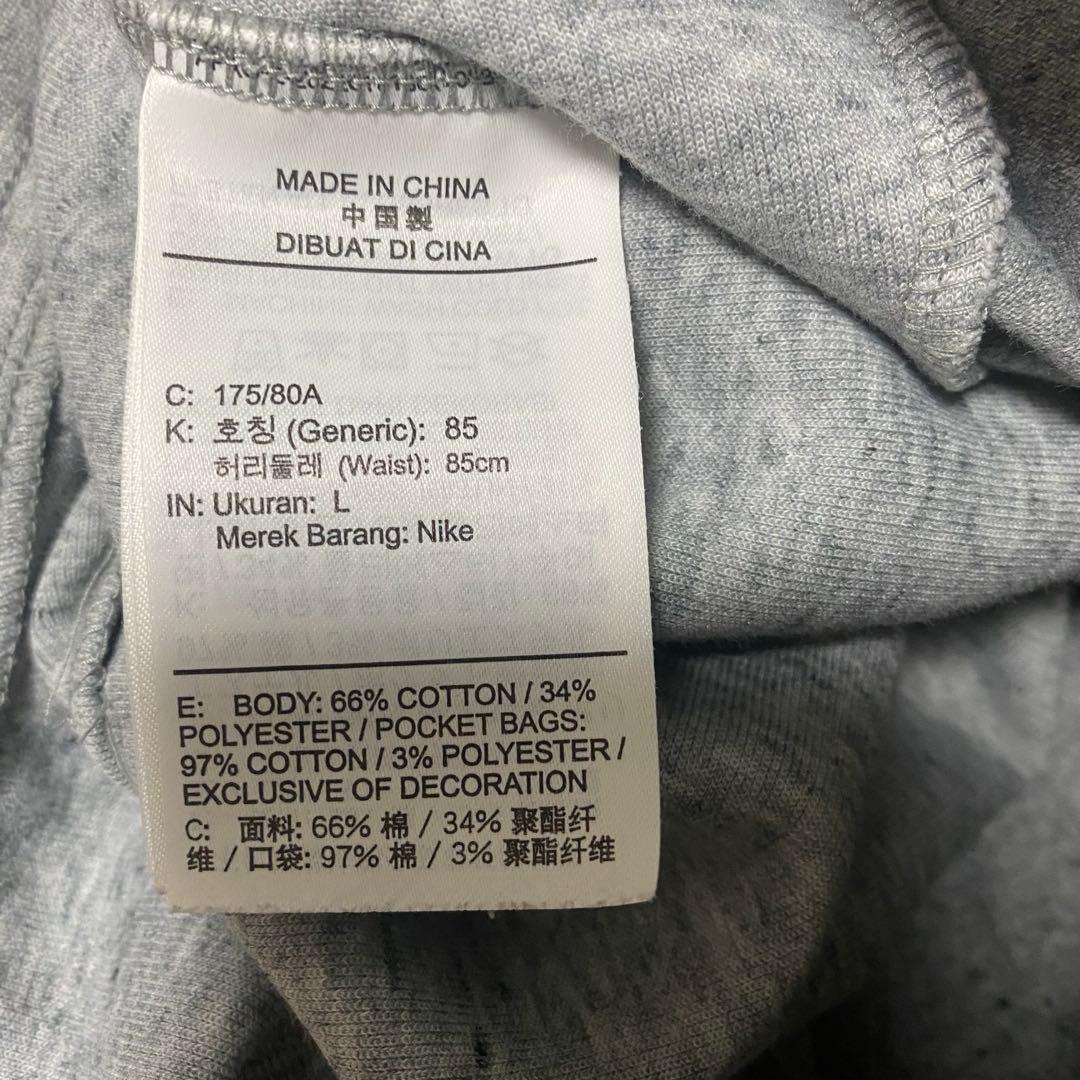 MADE IN CHINA
中国製
DIBUAT DI CINA
C: 175/80A
K: 호칭 (Generic): 85
허리둘레 (Waist): 85cm
IN: Ukuran: L
Merek Barang: Nike
E: BODY: 66% COTTON / 34%
POLYESTER / POCKET BAGS:
97% COTTON / 3% POLYESTER /
EXCLUSIVE OF DECORATION
C: 面料: 66% 棉 / 34% 聚酯纤
维 / 口袋: 97% 棉 / 3% 聚酯纤维